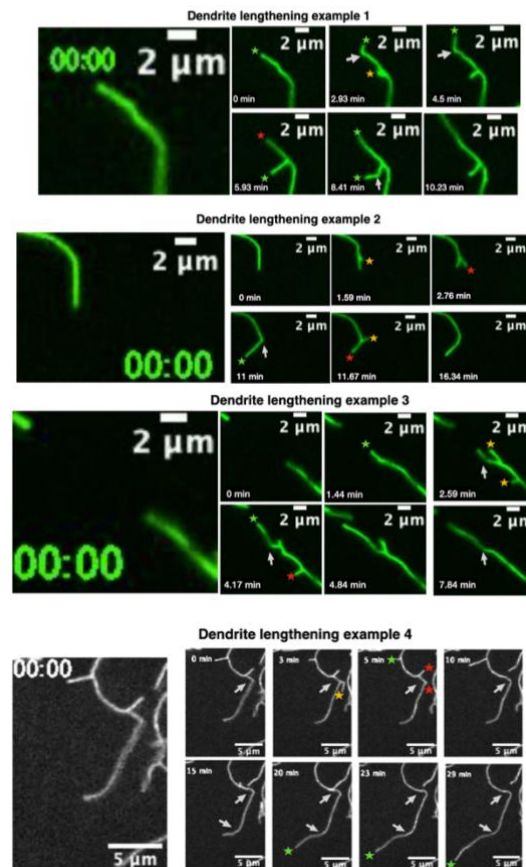 Dendrite lengthening example 1
00:00 2 µm
2 µm 2 µm 2 µm
0 min 2.93 min 4.5 min
2 µm 2 µm 2 µm
5.93 min 8.41 min 10.23 min
Dendrite lengthening example 2
2 µm
00:00
2 µm 2 µm 2 µm
0 min 1.59 min 2.76 min
2 µm 2 µm 2 µm
11 min 11.67 min 16.34 min
Dendrite lengthening example 3
2 µm
00:00
2 µm 2 µm 2 µm
0 min 1.44 min 2.59 min
2 µm 2 µm 2 µm
4.17 min 4.84 min 7.84 min
Dendrite lengthening example 4
00:00
5 µm
0 min 3 min 5 min 10 min
5 µm 5 µm 5 µm 5 µm
15 min 20 min 23 min 29 min
5 µm 5 µm 5 µm 5 µm